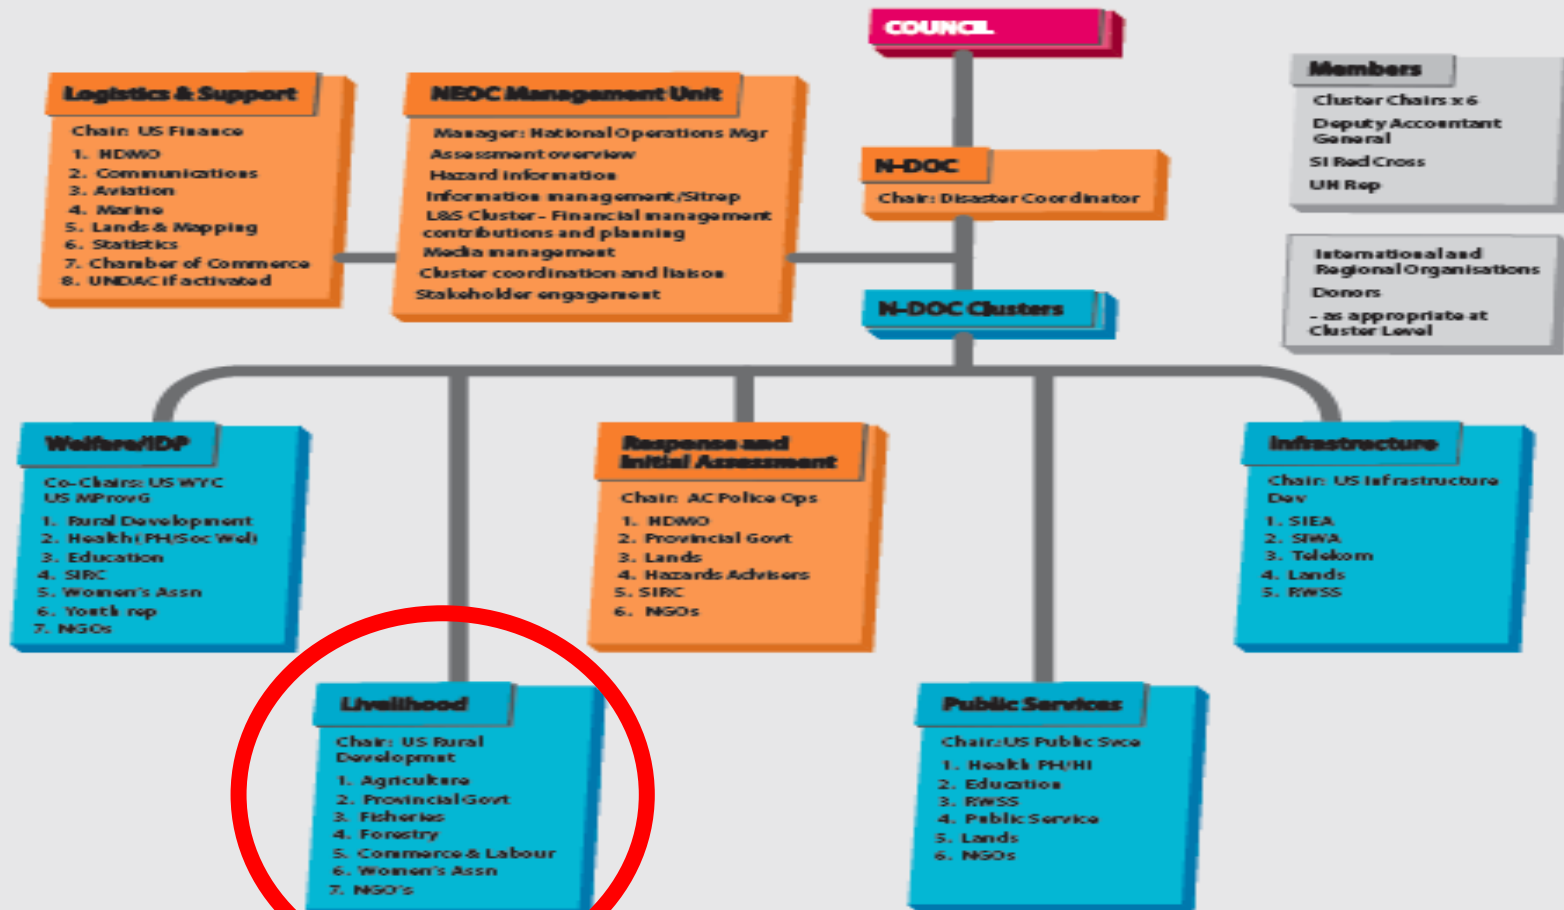 COUNCIL
Logistics & Support
Chair: US Finance
1. NDMO
2. Communications
3. Aviation
4. Marine
5. Lands & Mapping
6. Statistics
7. Chamber of Commerce
8. UNDAC if activated
NEOC Management Unit
Manager: National Operations Mgr
Assessment overview
Hazard information
Information management/Sitrep
L&S Cluster - Financial management
contributions and planning
Media management
Cluster coordination and liaison
Stakeholder engagement
N-DOC
Chair: Disaster Coordinator
Members
Cluster Chairs x 6
Deputy Accountant
General
SI Red Cross
UN Rep
International and
Regional Organisations
Donors
- as appropriate at
Cluster Level
N-DOC Clusters
Welfare/IDP
Co-Chairs: US WYC
US MProvG
1. Rural Development
2. Health (PH/Soc Wel)
3. Education
4. SIRC
5. Women's Assn
6. Youth rep
7. NGOs
Response and
Initial Assessment
Chair: AC Police Ops
1. NDMO
2. Provincial Govt
3. Lands
4. Hazards Advisers
5. SIRC
6. NGOs
Infrastructure
Chair: US Infrastructure
Dev
1. SIEA
2. SIWA
3. Telekom
4. Lands
5. RWSS
Livelihood
Chair: US Rural
Developmnt
1. Agriculture
2. Provincial Govt
3. Fisheries
4. Forestry
5. Commerce & Labour
6. Women's Assn
7. NGO's
Public Services
Chair: US Public Svce
1. Health PH/HI
2. Education
3. RWSS
4. Public Service
5. Lands
6. NGOs